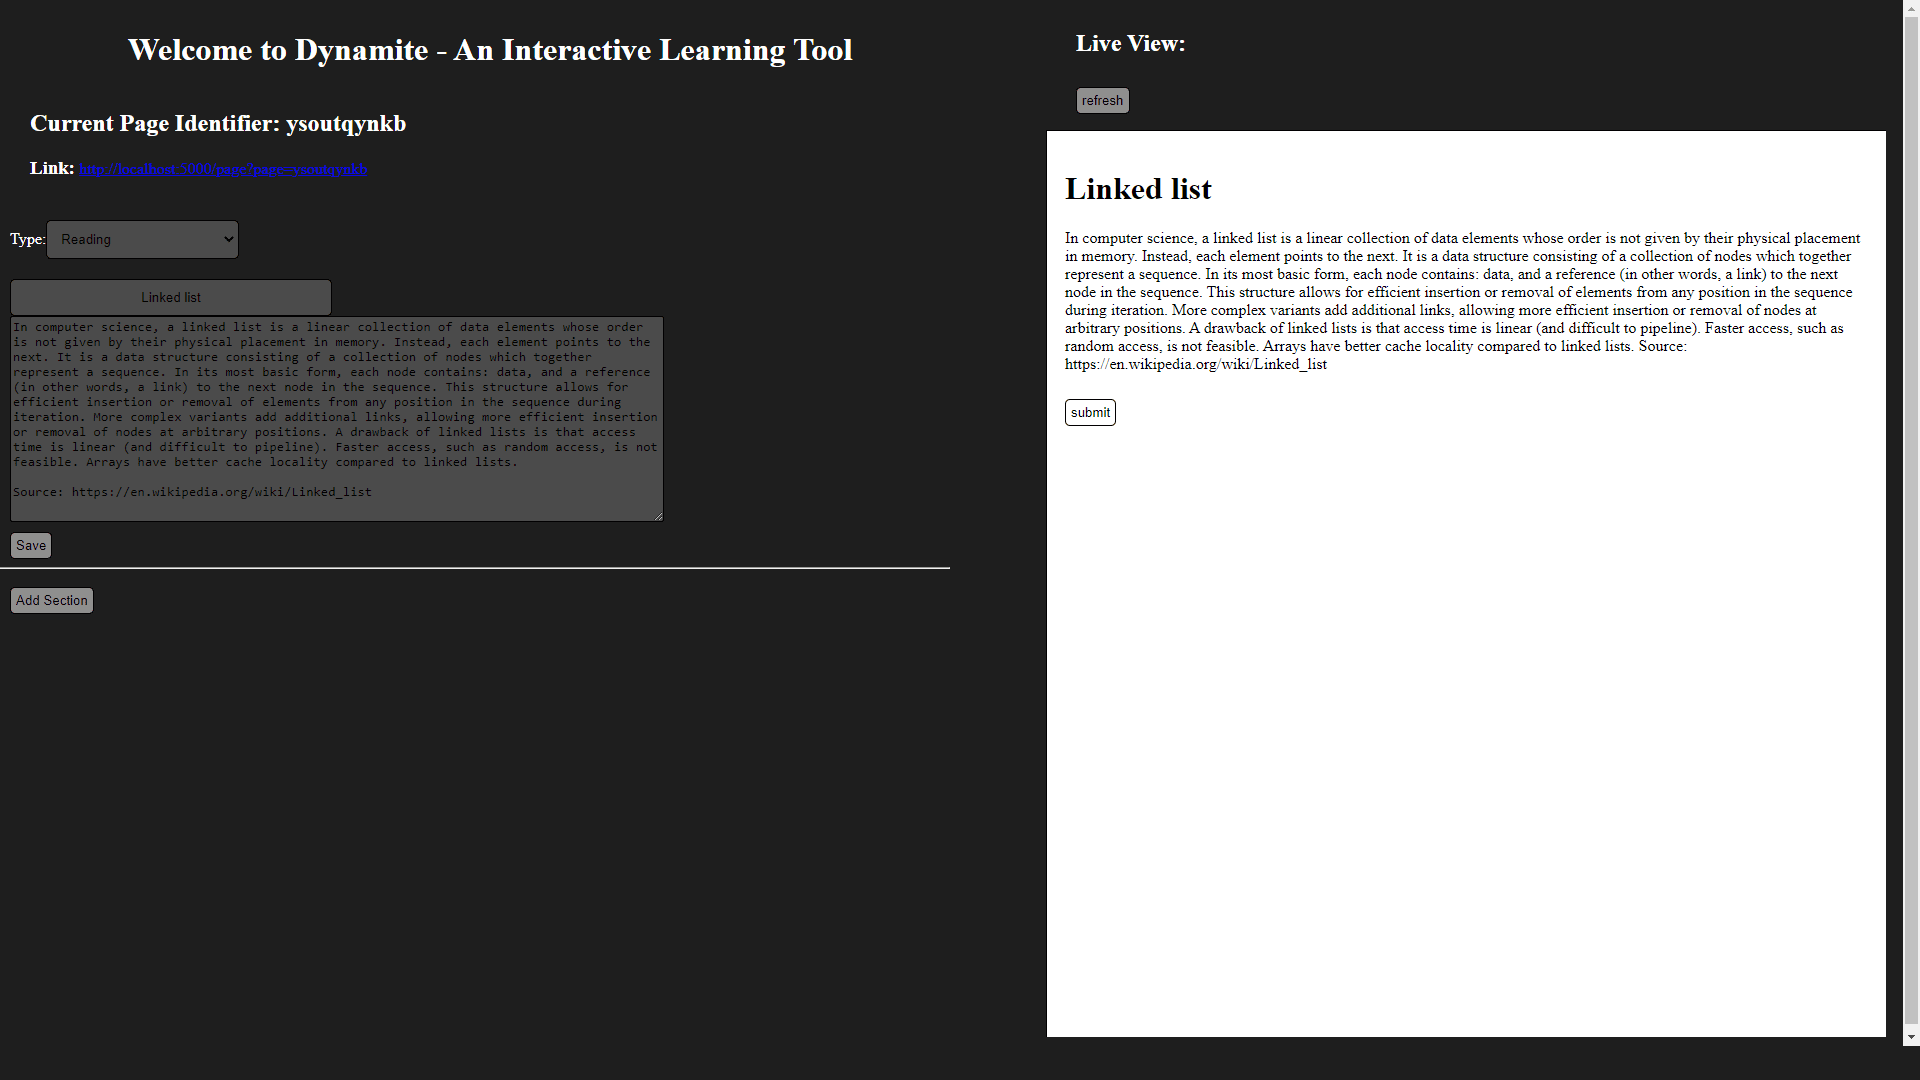 Welcome to Dynamite - An Interactive Learning Tool
Current Page Identifier: ysoutqynkb
Link: http://localhost:5000/page?page=ysoutqynkb
Type: Reading
Linked list
In computer science, a linked list is a linear collection of data elements whose order
is not given by their physical placement in memory. Instead, each element points to the
next. It is a data structure consisting of a collection of nodes which together
represent a sequence. In its most basic form, each node contains: data, and a reference
(in other words, a link) to the next node in the sequence. This structure allows for
efficient insertion or removal of elements from any position in the sequence during
iteration. More complex variants add additional links, allowing more efficient insertion
or removal of nodes at arbitrary positions. A drawback of linked lists is that access
time is linear (and difficult to pipeline). Faster access, such as random access, is not
feasible. Arrays have better cache locality compared to linked lists.
Source: https://en.wikipedia.org/wiki/Linked_list
Save
Add Section
Live View:
refresh
Linked list
In computer science, a linked list is a linear collection of data elements whose order is not given by their physical placement
in memory. Instead, each element points to the next. It is a data structure consisting of a collection of nodes which together
represent a sequence. In its most basic form, each node contains: data, and a reference (in other words, a link) to the next
node in the sequence. This structure allows for efficient insertion or removal of elements from any position in the sequence
during iteration. More complex variants add additional links, allowing more efficient insertion or removal of nodes at
arbitrary positions. A drawback of linked lists is that access time is linear (and difficult to pipeline). Faster access, such as
random access, is not feasible. Arrays have better cache locality compared to linked lists. Source:
https://en.wikipedia.org/wiki/Linked_list
submit